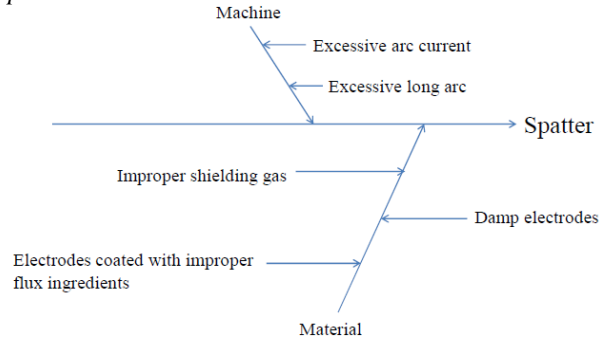 Machine
Excessive arc current
Excessive long arc
Spatter
Improper shielding gas
Damp electrodes
Electrodes coated with improper
flux ingredients
Material